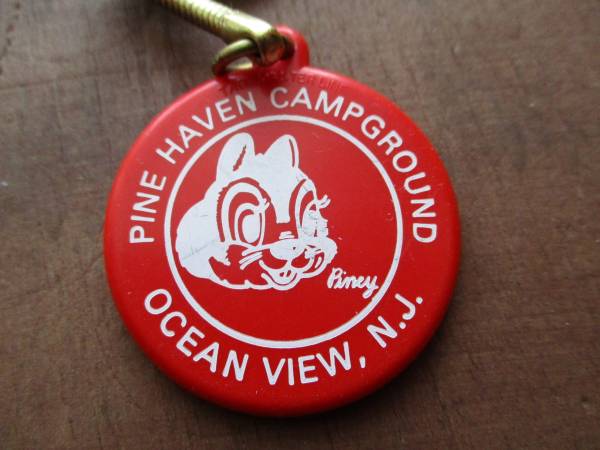 PINE HAVEN CAMPGROUND
Piney
OCEAN VIEW, N.J.